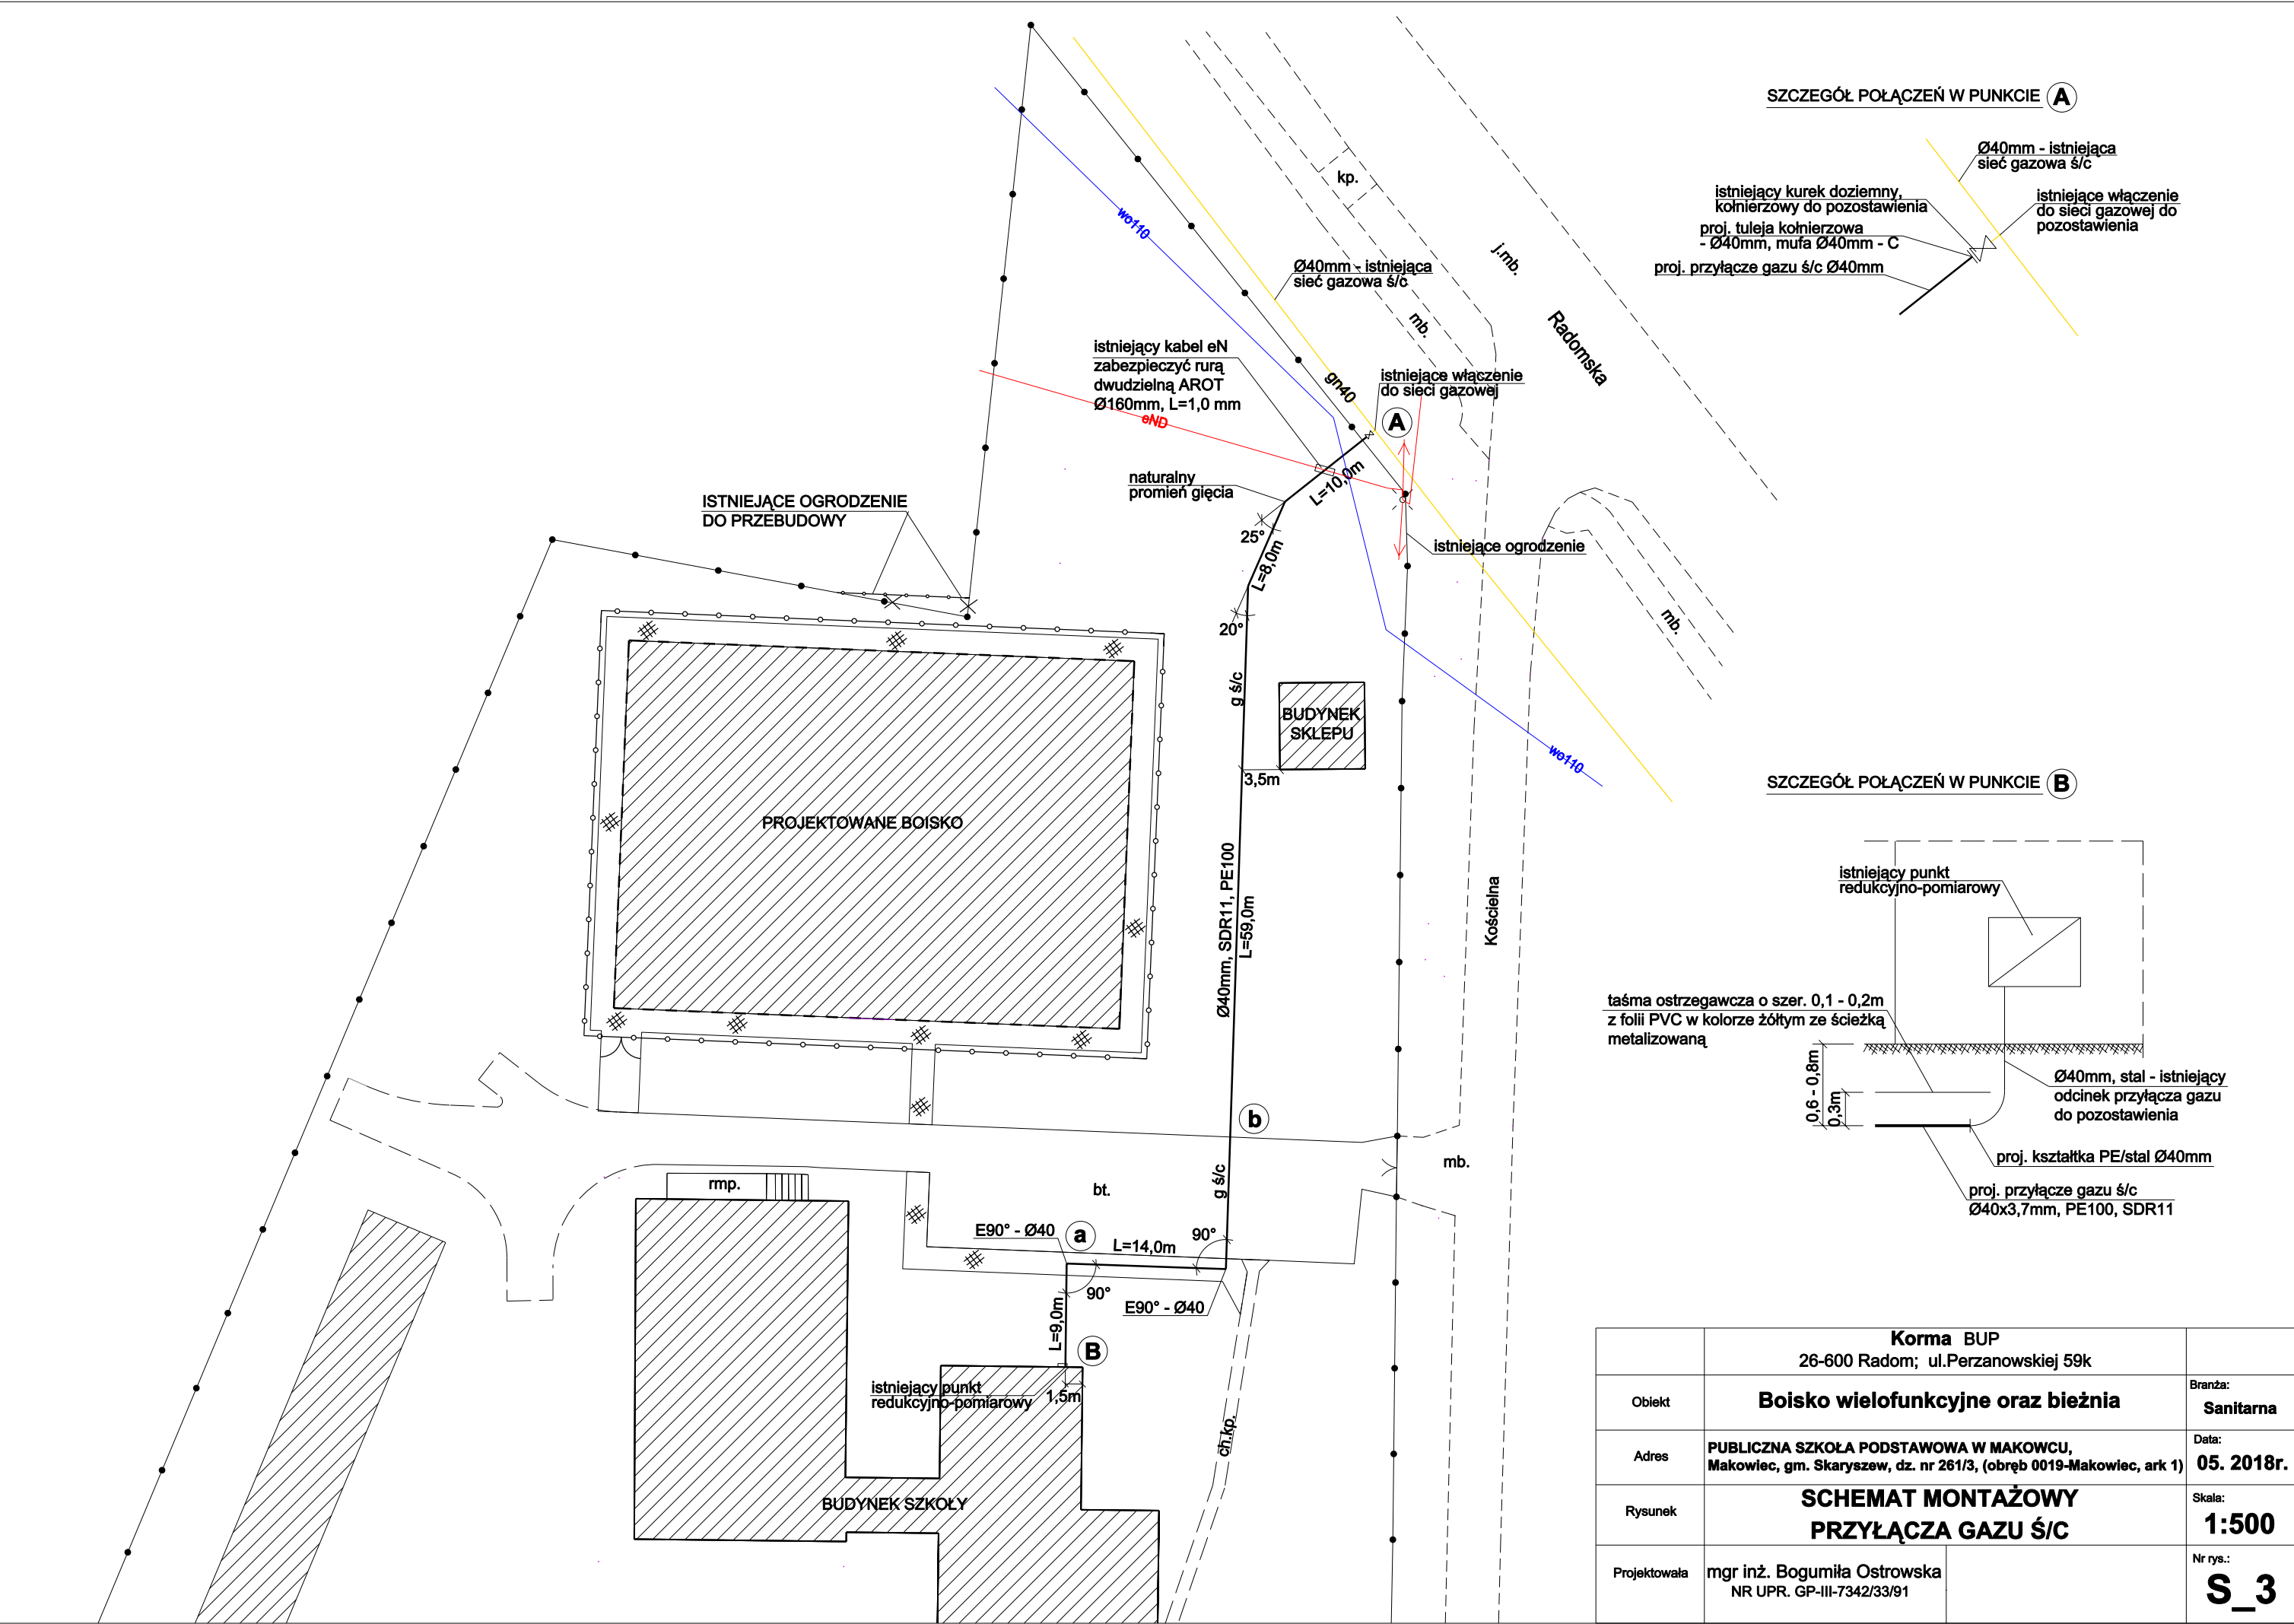 SZCZEGÓŁ POŁĄCZEŃ W PUNKCIE A
Ø40mm - istniejąca
sieć gazowa ś/c
istniejący kurek doziemny,
kołnierzowy do pozostawienia
istniejące włączenie
do sieci gazowej do
pozostawienia
proj. tuleja kołnierzowa
- Ø40mm, mufa Ø40mm - C
proj. przyłącze gazu ś/c Ø40mm
kp.
wo110
j.mb.
Radomska
Ø40mm - istniejąca
sieć gazowa ś/c
mb.
istniejący kabel eN
zabezpieczyć rurą
dwudzielną AROT
Ø160mm, L=1,0 mm
eND
gn40
istniejące włączenie
do sieci gazowej
A
naturalny
promień gięcia
L=10,0m
ISTNIEJĄCE OGRODZENIE
DO PRZEBUDOWY
25°
L=8,0m
istniejące ogrodzenie
20°
mb.
g ś/c
BUDYNEK
SKLEPU
3,5m
wo110
PROJEKTOWANE BOISKO
Ø40mm, SDR11, PE100
L=59,0m
Kościelna
SZCZEGÓŁ POŁĄCZEŃ W PUNKCIE B
istniejący punkt
redukcyjno-pomiarowy
taśma ostrzegawcza o szer. 0,1 - 0,2m
z folii PVC w kolorze żółtym ze ścieżką
metalizowaną
0,6 - 0,8m
0,3m
Ø40mm, stal - istniejący
odcinek przyłącza gazu
do pozostawienia
proj. kształtka PE/stal Ø40mm
proj. przyłącze gazu ś/c
Ø40x3,7mm, PE100, SDR11
b
mb.
rmp.
bt.
g ś/c
E90° - Ø40
a
L=14,0m
90°
90°
E90° - Ø40
L=9,0m
B
istniejący punkt
redukcyjno-pomiarowy
1,5m
ch.kp.
BUDYNEK SZKOŁY
Korma BUP
26-600 Radom; ul.Perzanowskiej 59k
Obiekt
Boisko wielofunkcyjne oraz bieżnia
Branża:
Sanitarna
Adres
PUBLICZNA SZKOŁA PODSTAWOWA W MAKOWCU,
Makowiec, gm. Skaryszew, dz. nr 261/3, (obręb 0019-Makowiec, ark 1)
Data:
05. 2018r.
Rysunek
SCHEMAT MONTAŻOWY
PRZYŁĄCZA GAZU Ś/C
Skala:
1:500
Projektowała
mgr inż. Bogumiła Ostrowska
NR UPR. GP-III-7342/33/91
Nr rys.:
S_3